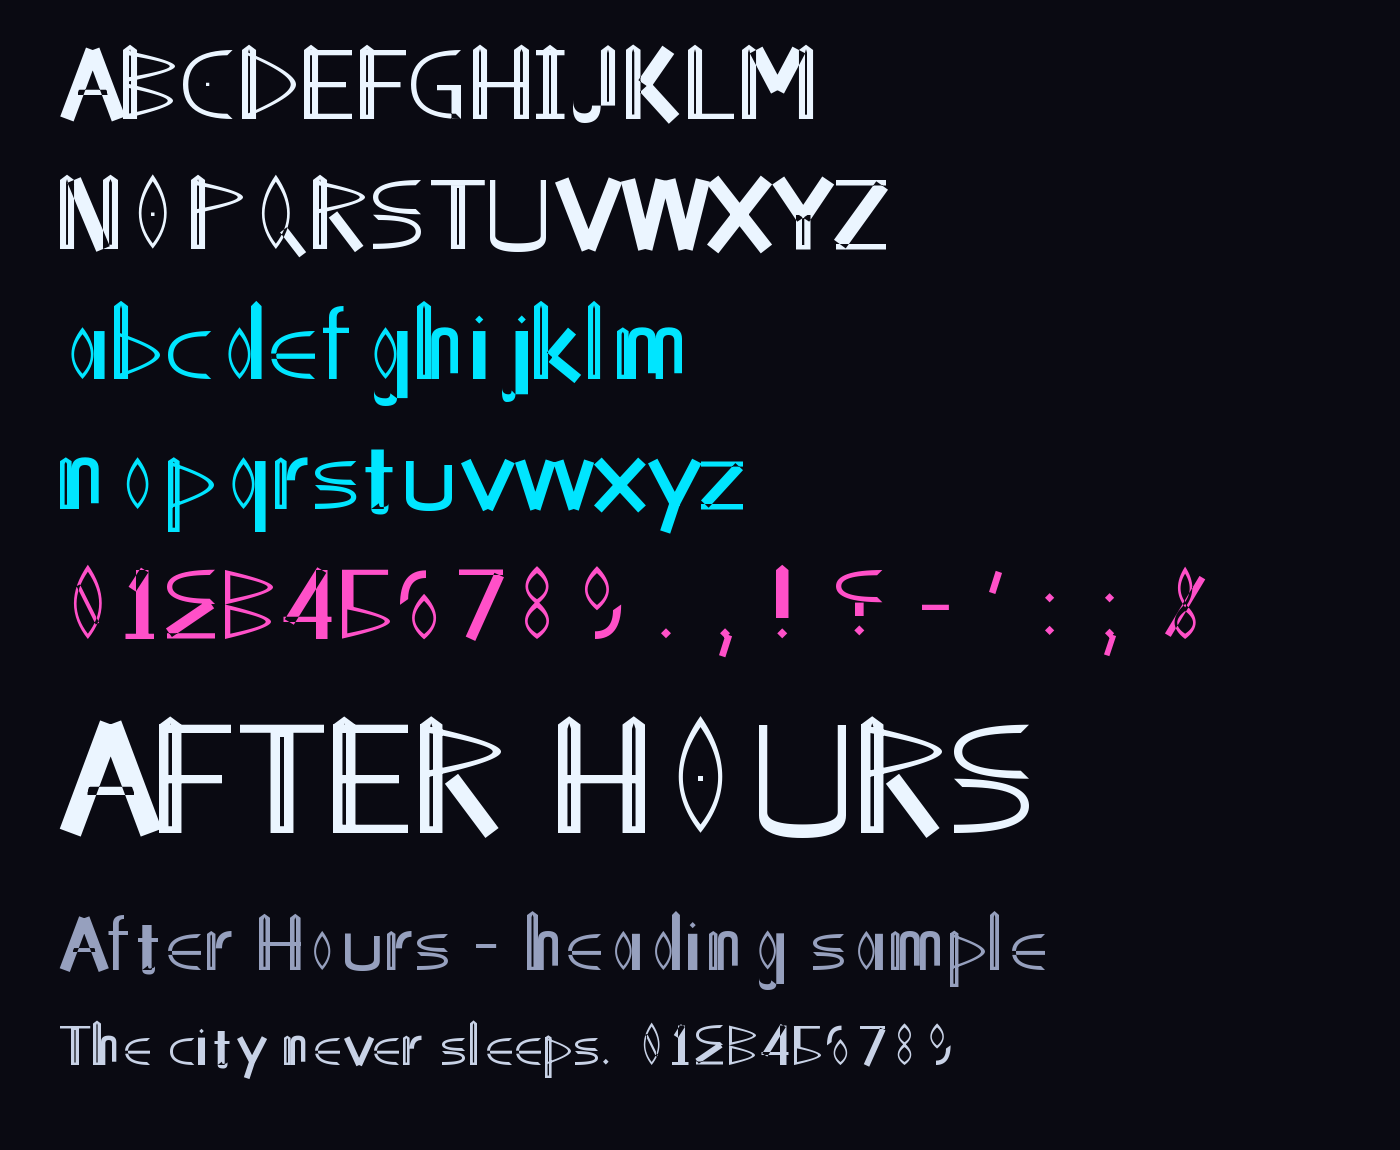 ABCDEFGHIJKLM
NOPQRSTUVWXYZ
abcdefghijklm
nopqrstuvwxyz
0123456789.,!?-':;&
AFTER HOURS
After Hours - heading sample
The city never sleeps. 0123456789